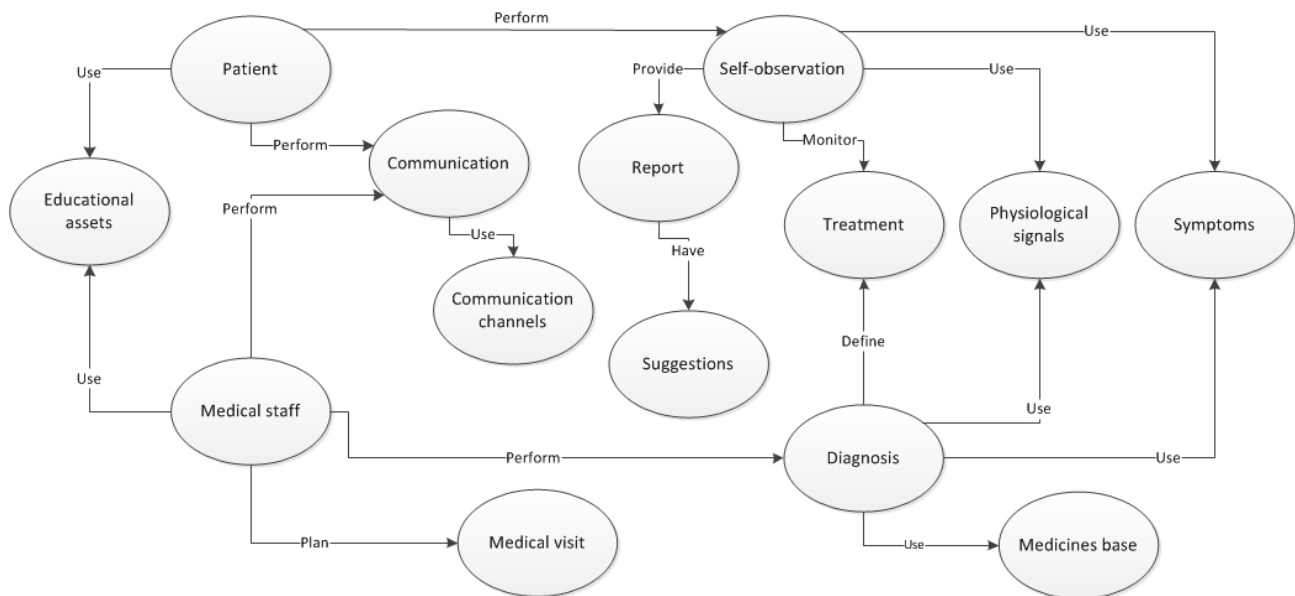 Perform
Patient
Self-observation
Use
Use
Provide
Use
Perform
Monitor
Communication
Report
Educational
assets
Perform
Treatment
Physiological
signals
Symptoms
Use
Have
Communication
channels
Define
Suggestions
Use
Medical staff
Use
Perform
Diagnosis
Use
Plan
Medical visit
Use
Medicines base